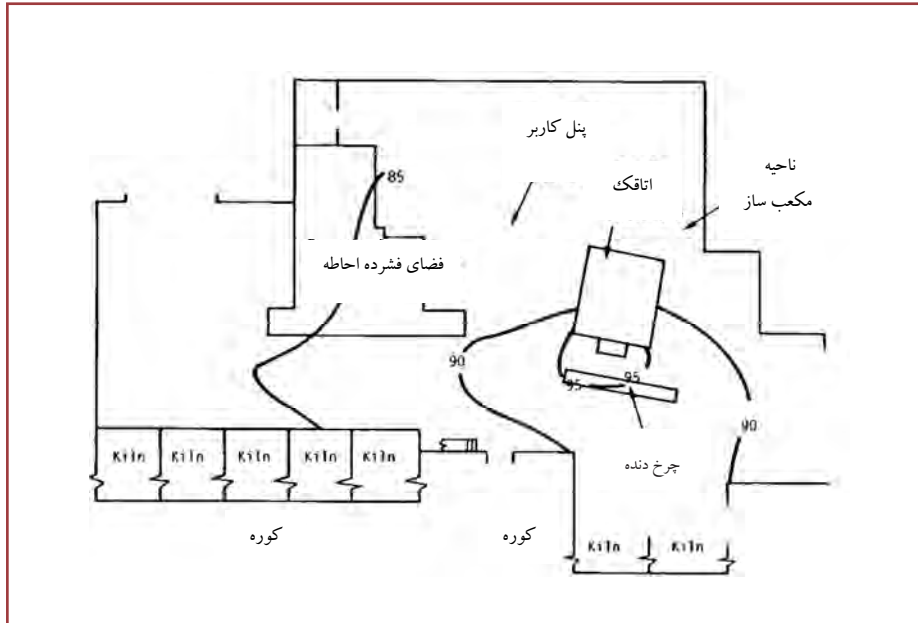 پنل کاربر
ناحیه
مکعب ساز
اتاقک
85
فضای فشرده احاطه
90
95
95
90
چرخ دنده
Kiln Kiln Kiln Kiln Kiln
کوره
کوره
Kiln Kiln